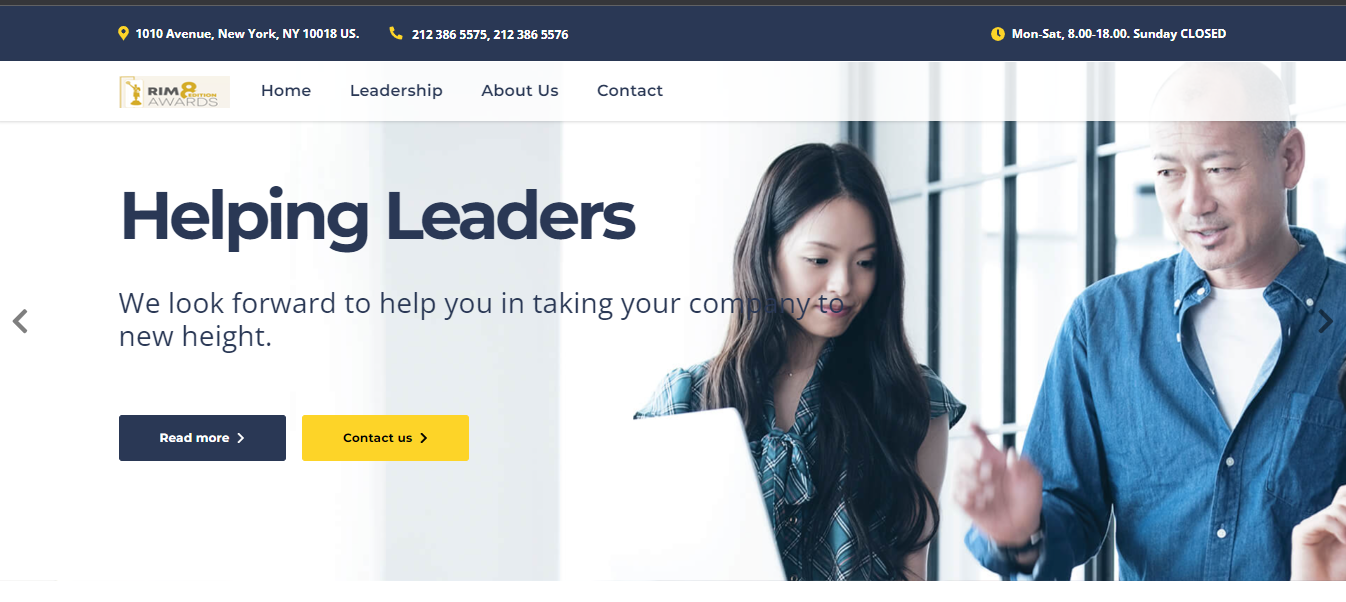 1010 Avenue, New York, NY 10018 US.
212 386 5575, 212 386 5576
Mon-Sat, 8.00-18.00. Sunday CLOSED
RIM 8 EDITION
AWARDS
Home
Leadership
About Us
Contact
Helping Leaders
We look forward to help you in taking your company to
new height.
Read more
Contact us